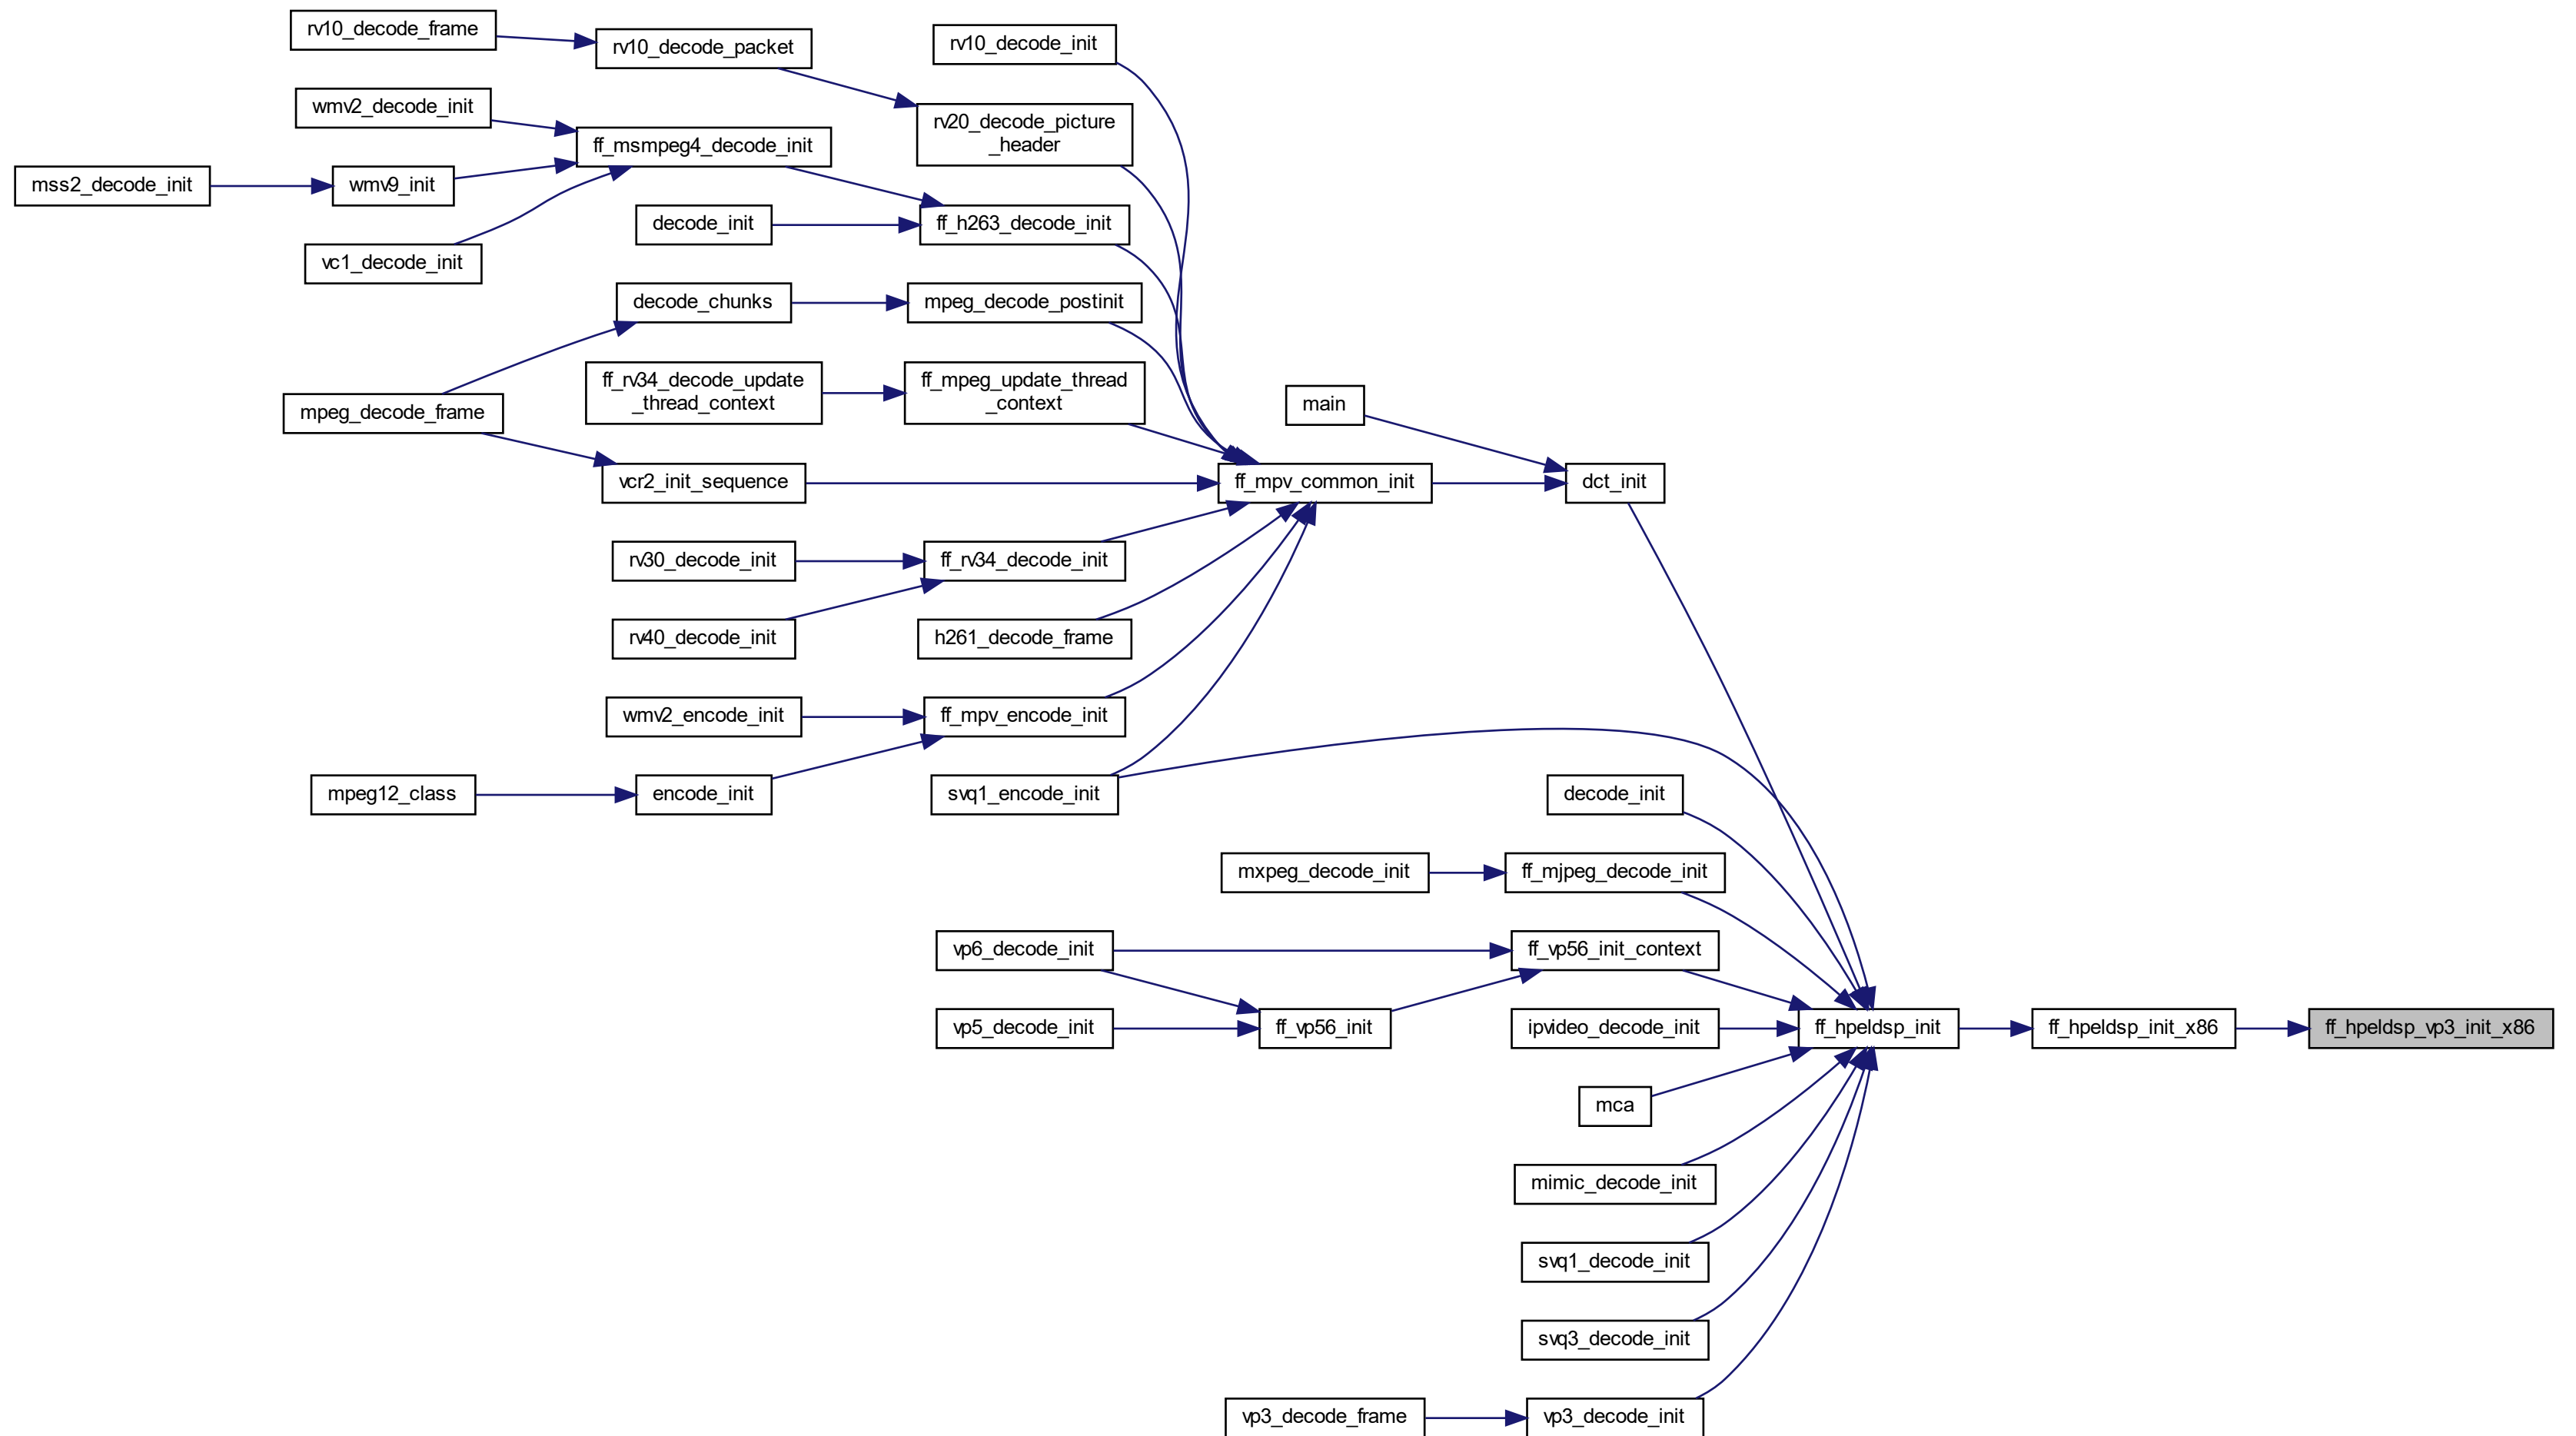 rv10_decode_frame
rv10_decode_packet
rv10_decode_init
wmv2_decode_init
rv20_decode_picture
_header
ff_msmpeg4_decode_init
mss2_decode_init
wmv9_init
decode_init
ff_h263_decode_init
vc1_decode_init
decode_chunks
mpeg_decode_postinit
ff_rv34_decode_update
_thread_context
ff_mpeg_update_thread
_context
main
mpeg_decode_frame
vcr2_init_sequence
ff_mpv_common_init
dct_init
rv30_decode_init
ff_rv34_decode_init
rv40_decode_init
h261_decode_frame
wmv2_encode_init
ff_mpv_encode_init
mpeg12_class
encode_init
svq1_encode_init
decode_init
mxpeg_decode_init
ff_mjpeg_decode_init
vp6_decode_init
ff_vp56_init_context
vp5_decode_init
ff_vp56_init
ipvideo_decode_init
ff_hpeldsp_init
ff_hpeldsp_init_x86
ff_hpeldsp_vp3_init_x86
mca
mimic_decode_init
svq1_decode_init
svq3_decode_init
vp3_decode_frame
vp3_decode_init